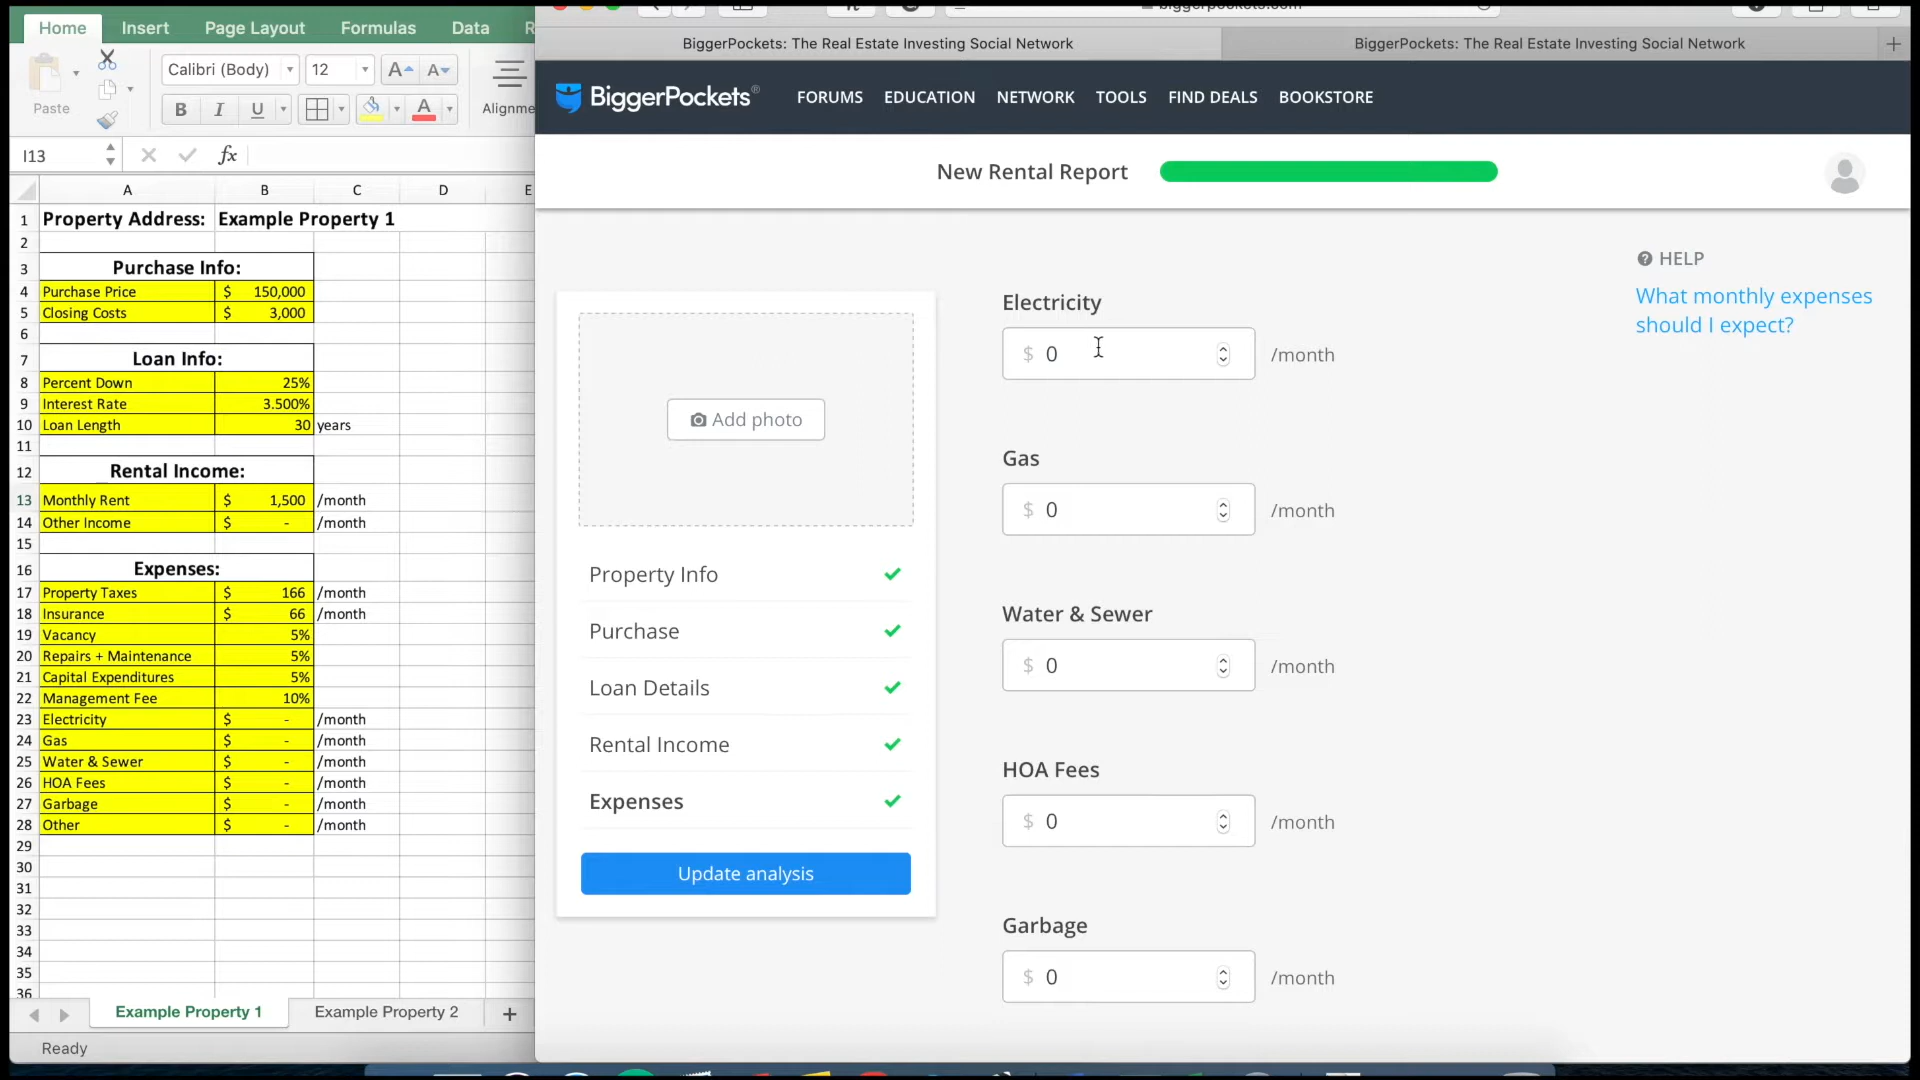 Home Insert Page Layout Formulas Data
Calibri (Body) 12 A A
Paste B I U A Alignme
I13 fx
A B C D E
1 Property Address: Example Property 1
2
3 Purchase Info:
4 Purchase Price $ 150,000
5 Closing Costs $ 3,000
6
7 Loan Info:
8 Percent Down 25%
9 Interest Rate 3.500%
10 Loan Length 30 years
11
12 Rental Income:
13 Monthly Rent $ 1,500 /month
14 Other Income $ - /month
15
16 Expenses:
17 Property Taxes $ 166 /month
18 Insurance $ 66 /month
19 Vacancy 5%
20 Repairs + Maintenance 5%
21 Capital Expenditures 5%
22 Management Fee 10%
23 Electricity $ - /month
24 Gas $ - /month
25 Water & Sewer $ - /month
26 HOA Fees $ - /month
27 Garbage $ - /month
28 Other $ - /month
29
30
31
32
33
34
35
36
Example Property 1 Example Property 2 +
Ready
biggerpockets.com
BiggerPockets: The Real Estate Investing Social Network BiggerPockets: The Real Estate Investing Social Network +
BiggerPockets® FORUMS EDUCATION NETWORK TOOLS FIND DEALS BOOKSTORE
New Rental Report
Add photo
Property Info
Purchase
Loan Details
Rental Income
Expenses
Update analysis
Electricity
$ 0 /month
Gas
$ 0 /month
Water & Sewer
$ 0 /month
HOA Fees
$ 0 /month
Garbage
$ 0 /month
? HELP
What monthly expenses
should I expect?